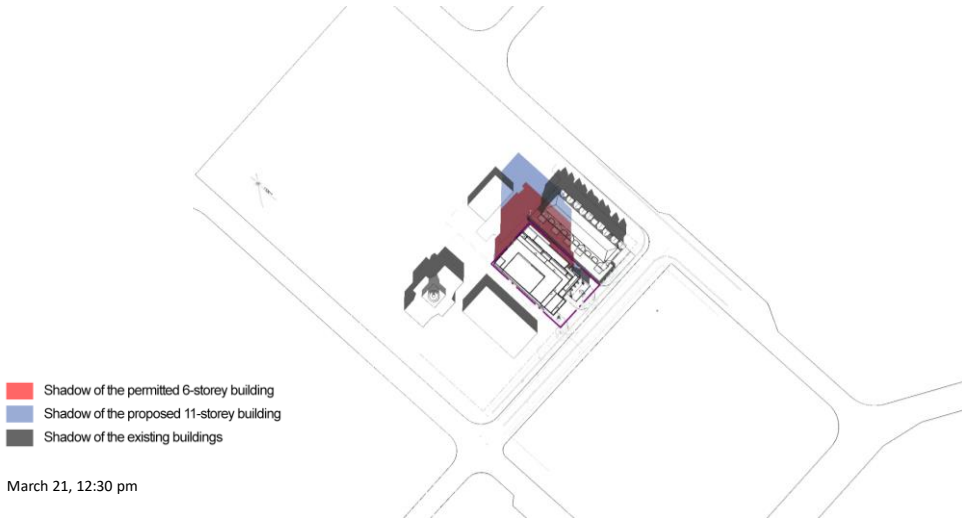 Shadow of the permitted 6-storey building
Shadow of the proposed 11-storey building
Shadow of the existing buildings
March 21, 12:30 pm